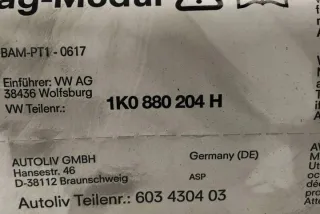 ag-Modul
BAM-PT1 - 0617
Einführer: VW AG
38436 Wolfsburg
VW Teilenr.: 1K0 880 204 H
AUTOLIV GMBH Germany (DE)
Hansestr. 46
D-38112 Braunschweig ASP
Autoliv Teilenr.: 603 4304 03